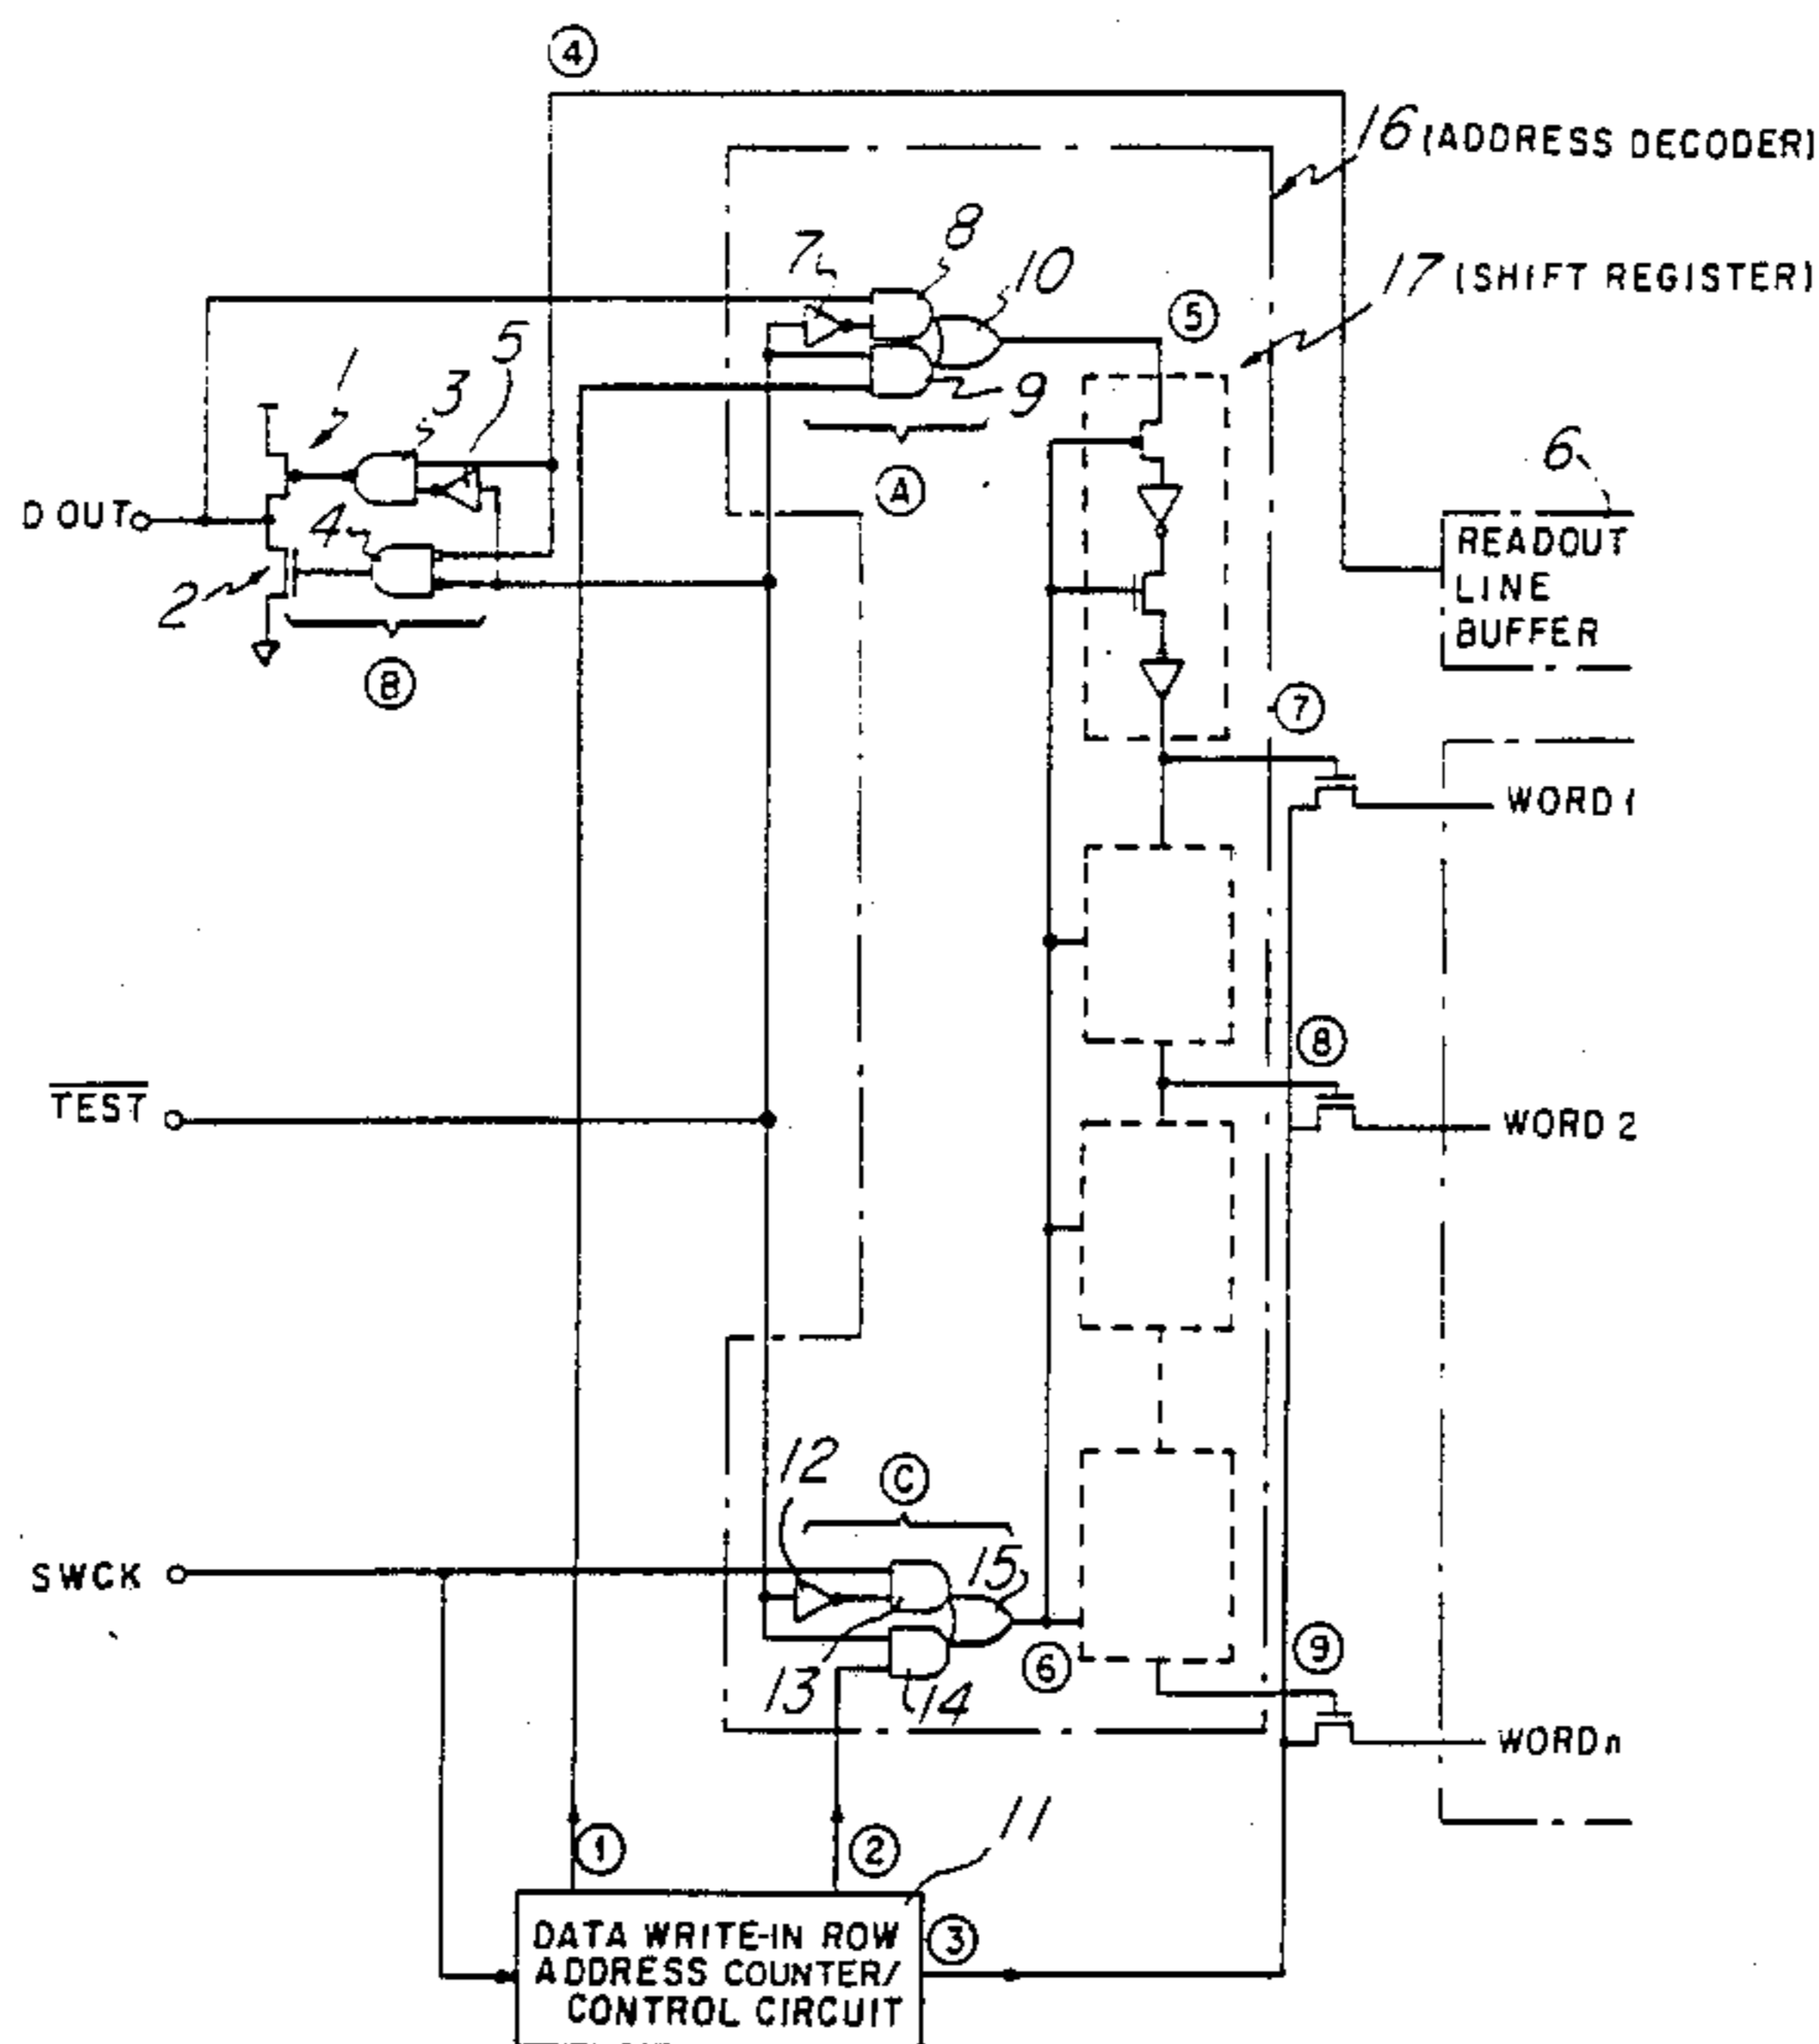 ④
16 (ADDRESS DECODER)
17 (SHIFT REGISTER)
7
8
10
⑤
1
3
5
9
Ⓐ
6
D OUT
4
2
READOUT
LINE
BUFFER
Ⓑ
⑦
WORD 1
⑧
TEST
WORD 2
12
Ⓒ
15
SWCK
13
14
⑥
⑨
WORD n
11
①
②
③
DATA WRITE-IN ROW
ADDRESS COUNTER/
CONTROL CIRCUIT